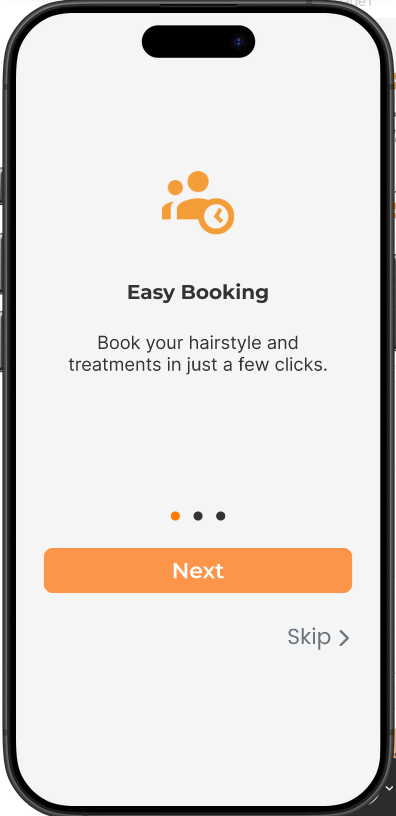 Easy Booking
Book your hairstyle and
treatments in just a few clicks.
Next
Skip